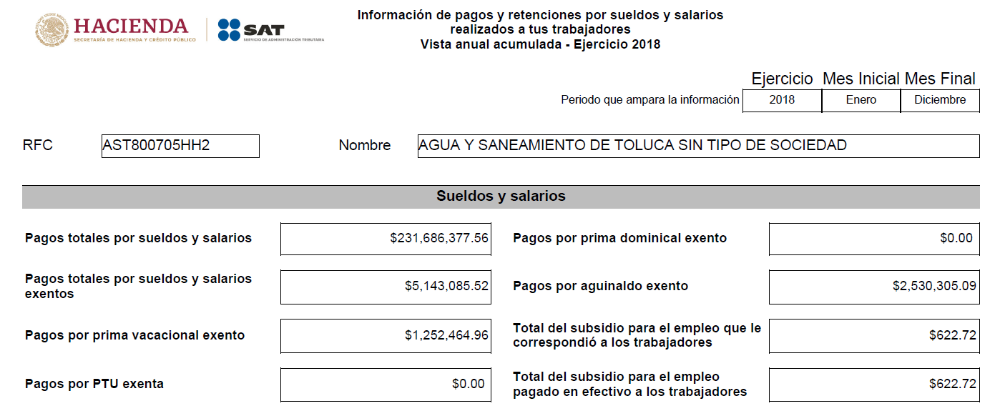 HACIENDA
SECRETARÍA DE HACIENDA Y CRÉDITO PÚBLICO
SAT
SERVICIO DE ADMINISTRACIÓN TRIBUTARIA
Información de pagos y retenciones por sueldos y salarios
realizados a tus trabajadores
Vista anual acumulada - Ejercicio 2018
Ejercicio Mes Inicial Mes Final
Periodo que ampara la información 2018 Enero Diciembre
RFC AST800705HH2 Nombre AGUA Y SANEAMIENTO DE TOLUCA SIN TIPO DE SOCIEDAD
Sueldos y salarios
Pagos totales por sueldos y salarios $231,686,377.56 Pagos por prima dominical exento $0.00
Pagos totales por sueldos y salarios
exentos $5,143,085.52 Pagos por aguinaldo exento $2,530,305.09
Pagos por prima vacacional exento $1,252,464.96 Total del subsidio para el empleo que le
correspondió a los trabajadores $622.72
Pagos por PTU exenta $0.00 Total del subsidio para el empleo
pagado en efectivo a los trabajadores $622.72